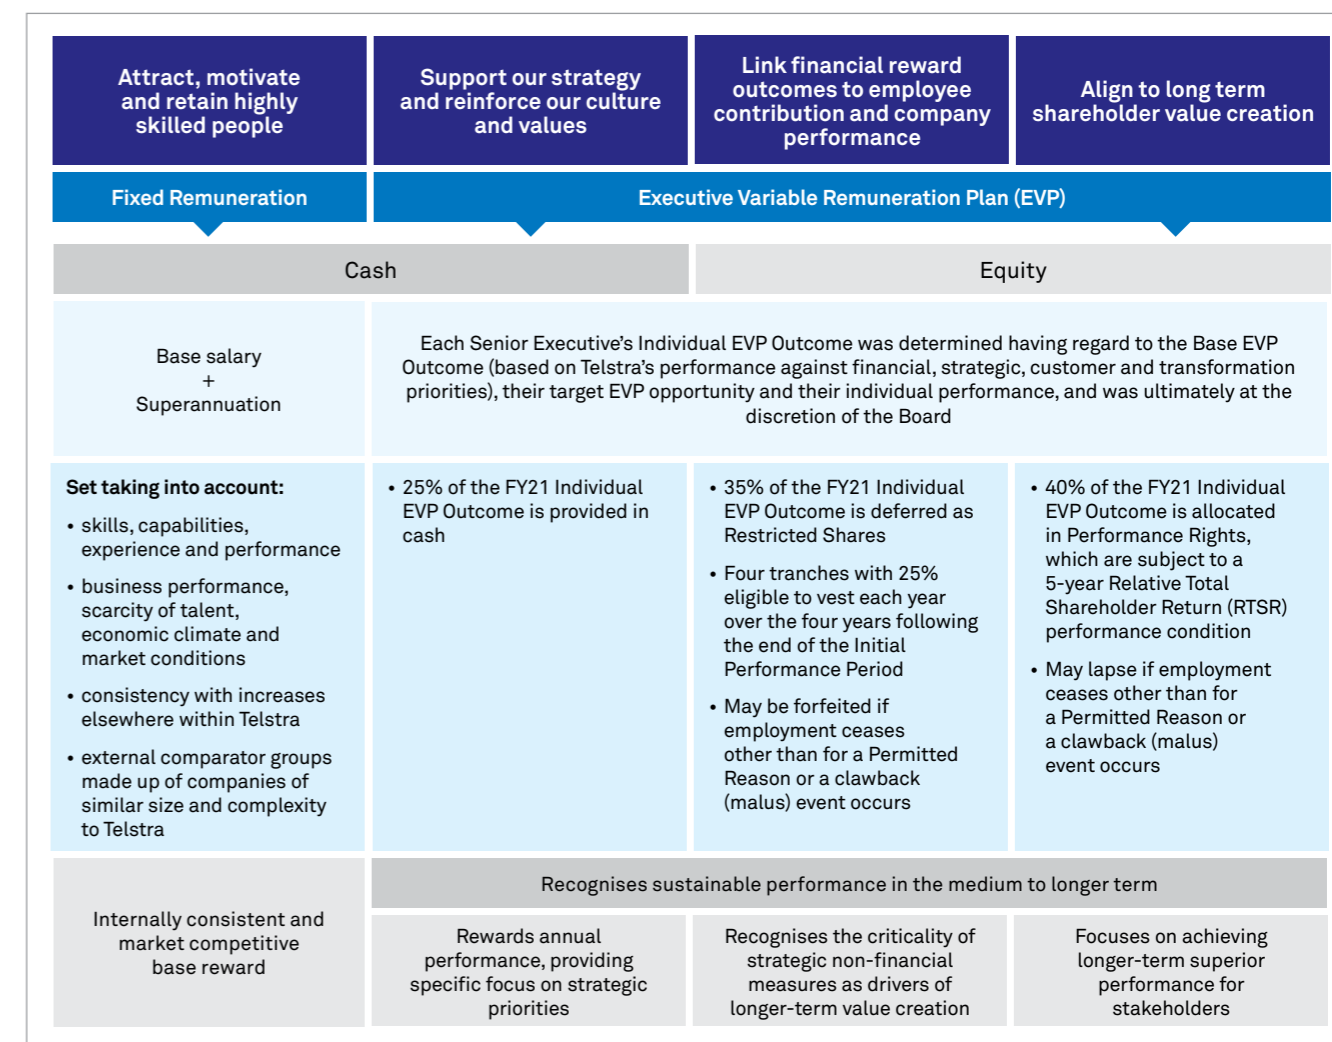 Attract, motivate
and retain highly
skilled people
Support our strategy
and reinforce our culture
and values
Link financial reward
outcomes to employee
contribution and company
performance
Align to long term
shareholder value creation
Fixed Remuneration
Executive Variable Remuneration Plan (EVP)
Cash
Equity
Base salary
+
Superannuation
Each Senior Executive’s Individual EVP Outcome was determined having regard to the Base EVP
Outcome (based on Telstra’s performance against financial, strategic, customer and transformation
priorities), their target EVP opportunity and their individual performance, and was ultimately at the
discretion of the Board
Set taking into account:
• skills, capabilities,
experience and performance
• business performance,
scarcity of talent,
economic climate and
market conditions
• consistency with increases
elsewhere within Telstra
• external comparator groups
made up of companies of
similar size and complexity
to Telstra
• 25% of the FY21 Individual
EVP Outcome is provided in
cash
• 35% of the FY21 Individual
EVP Outcome is deferred as
Restricted Shares
• Four tranches with 25%
eligible to vest each year
over the four years following
the end of the Initial
Performance Period
• May be forfeited if
employment ceases
other than for a Permitted
Reason or a clawback
(malus) event occurs
• 40% of the FY21 Individual
EVP Outcome is allocated
in Performance Rights,
which are subject to a
5-year Relative Total
Shareholder Return (RTSR)
performance condition
• May lapse if employment
ceases other than for
a Permitted Reason or
a clawback (malus)
event occurs
Internally consistent and
market competitive
base reward
Recognises sustainable performance in the medium to longer term
Rewards annual
performance, providing
specific focus on strategic
priorities
Recognises the criticality of
strategic non-financial
measures as drivers of
longer-term value creation
Focuses on achieving
longer-term superior
performance for
stakeholders